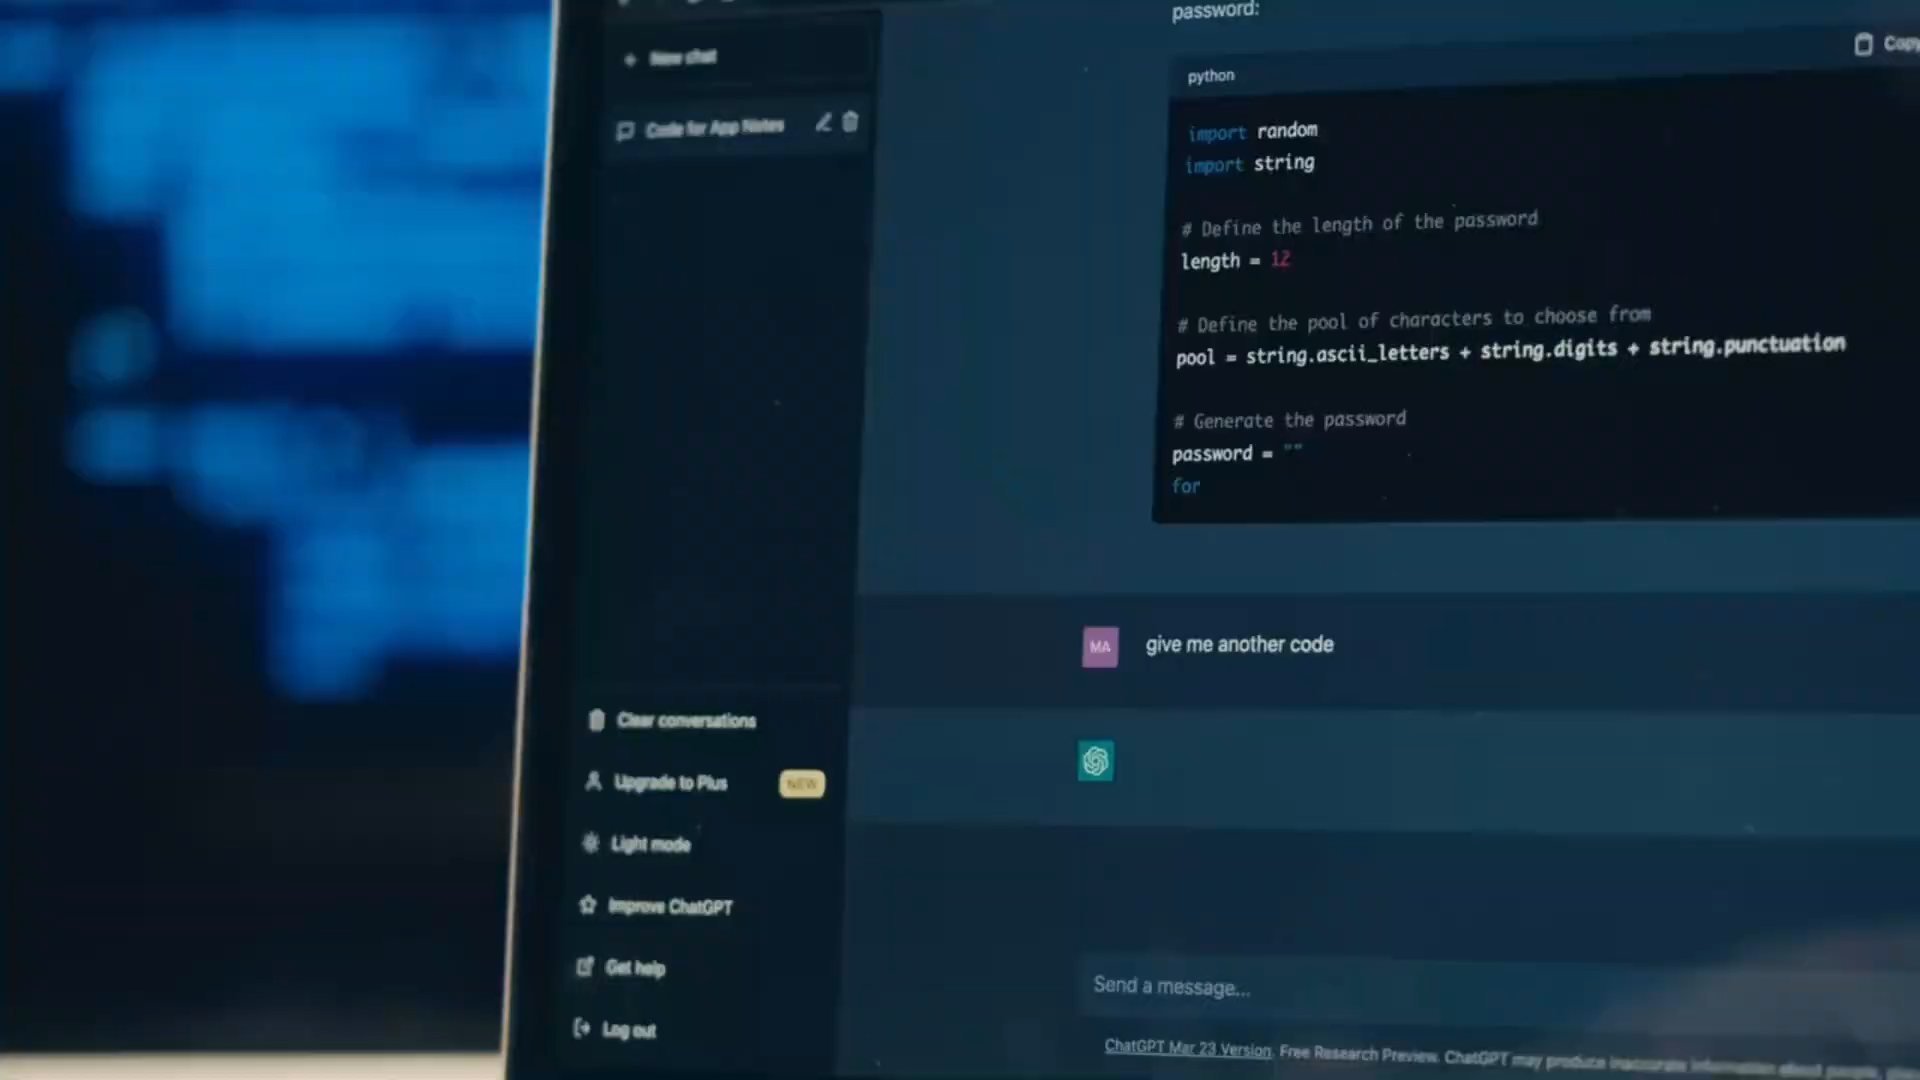 New chat
Code for App Notes
Clear conversations
Upgrade to Plus
NEW
Light mode
Improve ChatGPT
Get help
Log out
password:
python
Copy
import random
import string
# Define the length of the password
length = 12
# Define the pool of characters to choose from
pool = string.ascii_letters + string.digits + string.punctuation
# Generate the password
password = ""
for
MA
give me another code
Send a message...
ChatGPT Mar 23 Version. Free Research Preview. ChatGPT may produce inaccurate information about people,